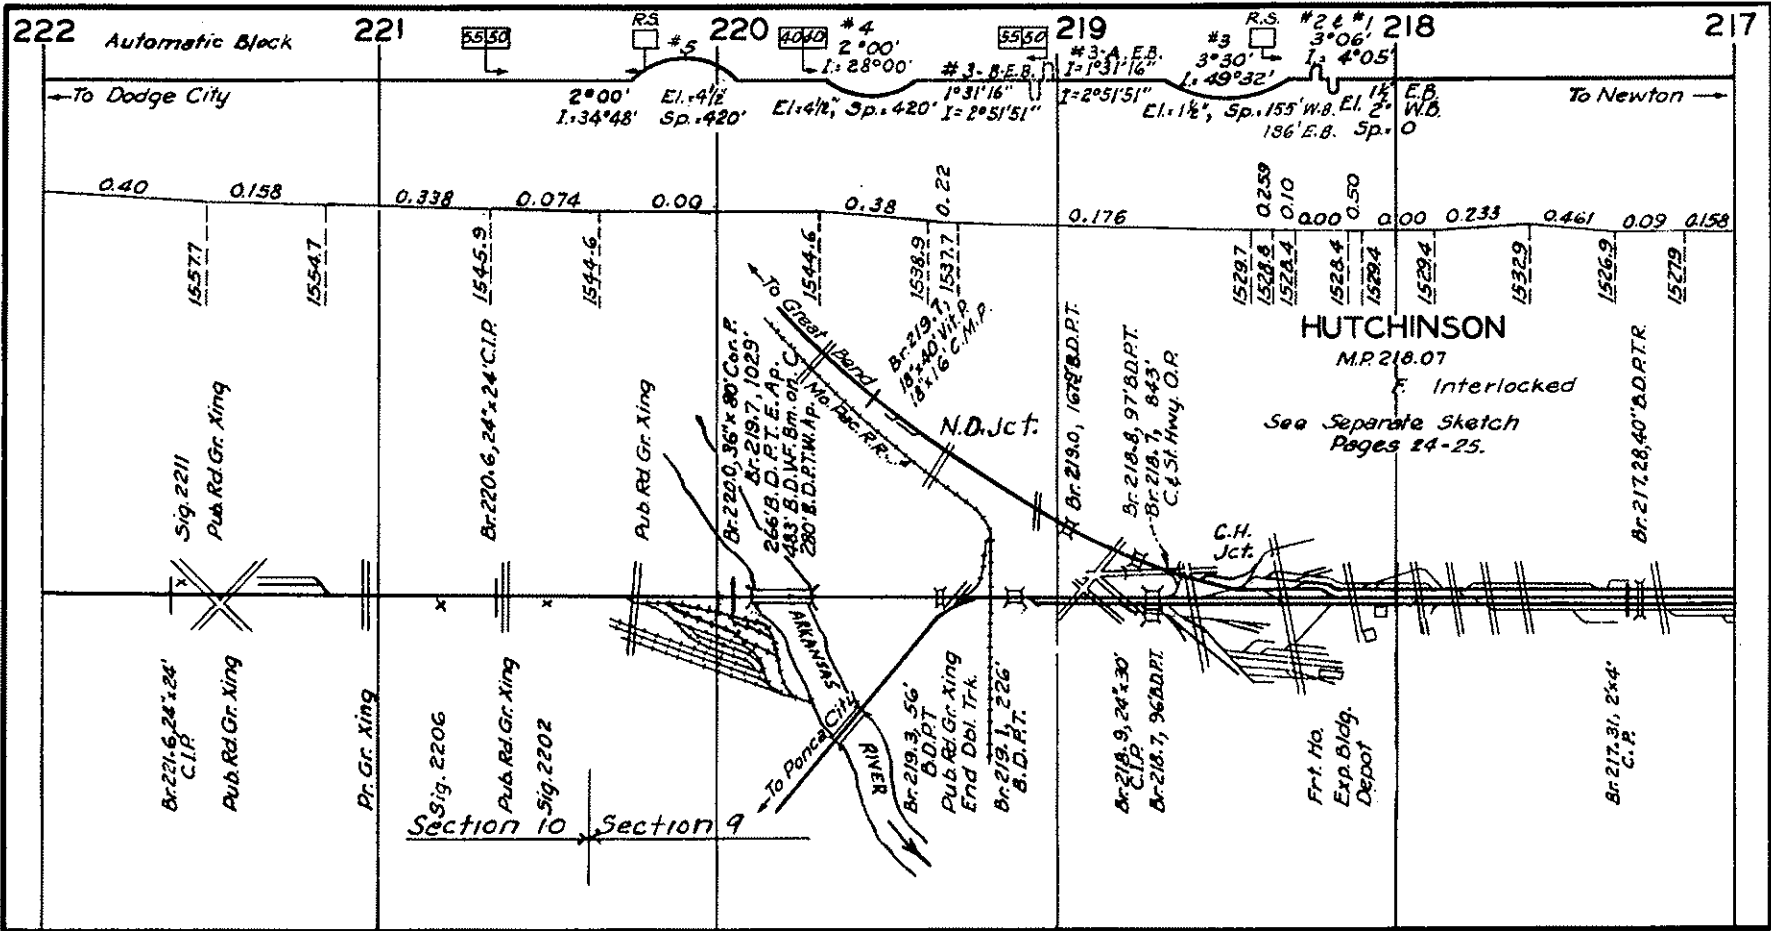 222
Automatic Block
221
55 50
R.S.
#5
220
40 40
#4
2°00'
I.=28°00'
55 50
219
#3-A, E.B.
I=1°31'16"
I=2°51'51"
#3-B-E.B.
1°31'16"
I=2°51'51"
#3
3°30'
I.=49°32'
R.S.
#2 & #1
3°06'
I.=4°05'
218
217
←To Dodge City
2°00'
I.=34°48'
El.=4½"
Sp.=420'
El=4½", Sp.=420'
El.=1½", Sp.=155' W.B.
186' E.B.
El. 1½" E.B.
2" W.B.
Sp.=0
To Newton →
0.40
0.158
0.338
0.074
0.00
0.38
0.22
0.176
0.259
0.10
0.00
0.50
0.00
0.233
0.461
0.09
0.158
1557.7
1554.7
1545.9
1544.6
1544.6
1538.9
1537.7
1529.7
1528.8
1528.4
1528.4
1529.4
1529.4
1532.9
1526.9
1527.9
HUTCHINSON
M.P. 218.07
F. Interlocked
See Separate Sketch
Pages 24-25.
To Great Bend
Mo. Pac. R.R.
Br. 219.7,
18"x40' Vit. P.
18"x16' C.M.P.
N.D. Jct.
C.H.
Jct.
Sig. 2211
Pub. Rd. Gr. Xing
Br. 220.6, 24"x24' C.I.P.
Pub. Rd. Gr. Xing
Br. 220.0, 36"x80' Cor. P.
Br. 219.7, 1029'
266' B.D.P.T. E. Ap.
483' B.D.W.F. Bm. on C.
280' B.D.P.T. W. Ap.
Br. 219.0, 167' B.D.P.T.
Br. 218.8, 97' B.D.P.T.
Br. 218.7, 843'
C. & St. Hwy. O.P.
Br. 217.28, 40" B.D.P.T.R.
Br. 221.6, 24"x24'
C.I.P.
Pub. Rd. Gr. Xing
Pr. Gr. Xing
Sig. 2206
Pub. Rd. Gr. Xing
Sig. 2202
Section 10
Section 9
ARKANSAS
RIVER
To Ponca City
Br. 219.3, 56'
B.D.P.T
Pub. Rd. Gr. Xing
End Dbl. Trk.
Br. 219.1, 226'
B.D.P.T.
Br. 218.9, 24"x30'
C.I.P.
Br. 218.7, 96' B.D.P.T.
Frt. Ho.
Exp. Bldg.
Depot
Br. 217.31, 2'x4'
C.P.